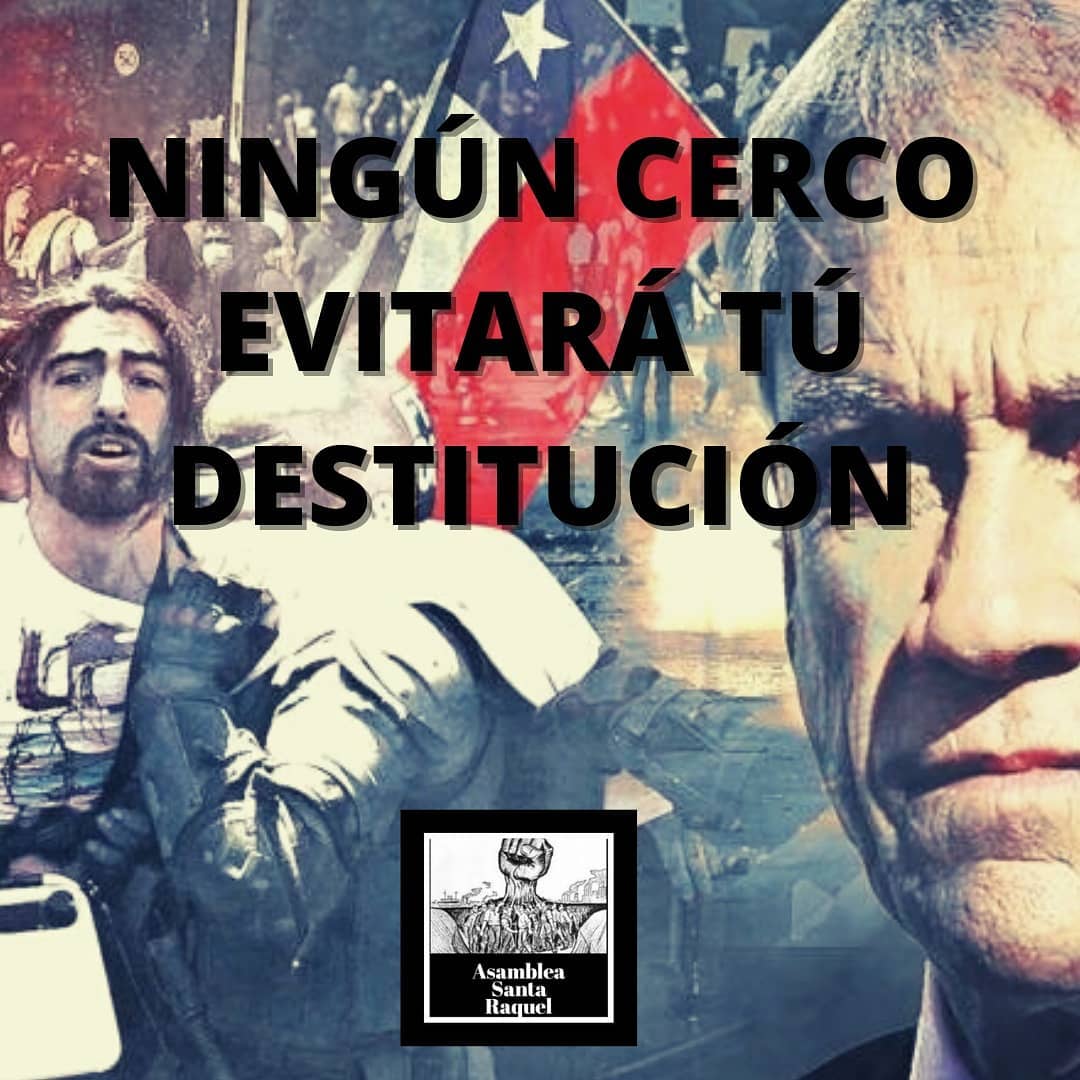 NINGÚN CERCO
EVITARÁ TÚ
DESTITUCIÓN
Asamblea
Santa
Raquel